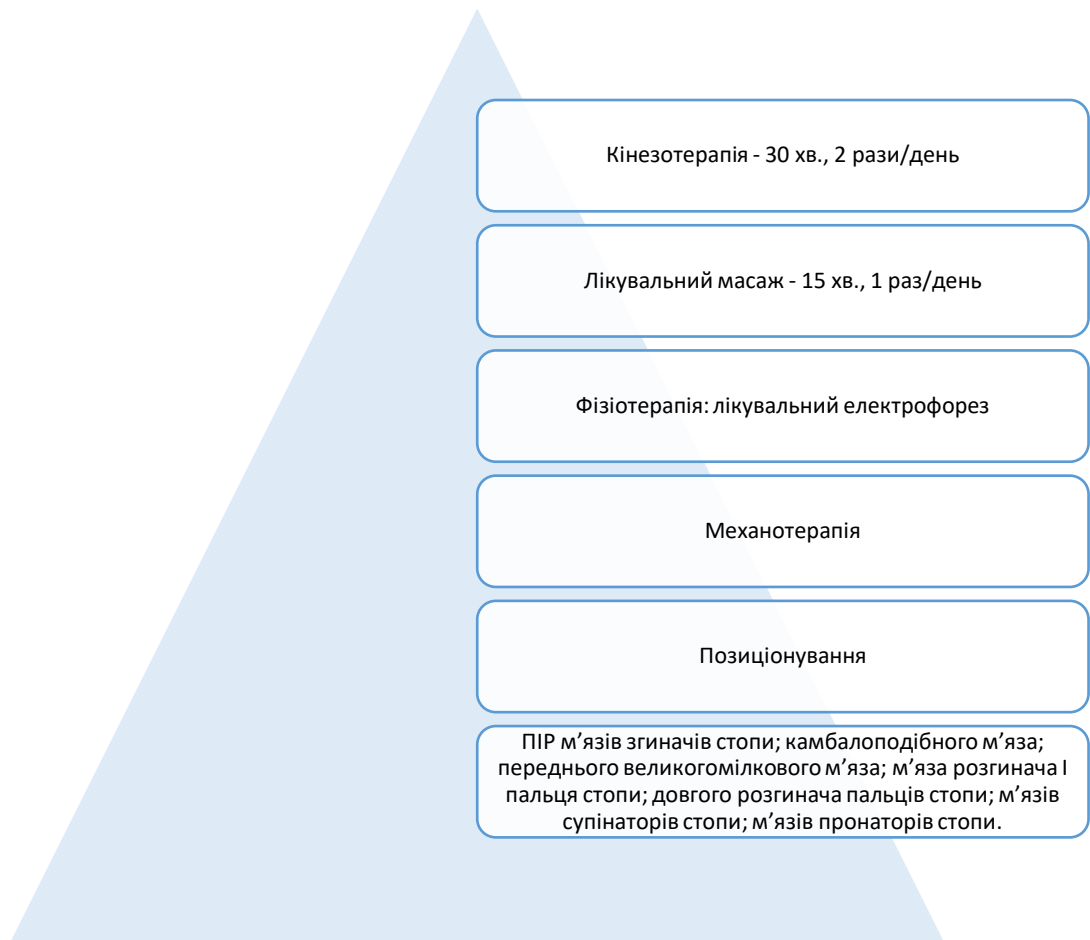 Кінезотерапія - 30 хв., 2 рази/день
Лікувальний масаж - 15 хв., 1 раз/день
Фізіотерапія: лікувальний електрофорез
Механотерапія
Позиціонування
ПІР м’язів згиначів стопи; камбалоподібного м’яза;
переднього великогомілкового м’яза; м’яза розгинача І
пальця стопи; довгого розгинача пальців стопи; м’язів
супінаторів стопи; м’язів пронаторів стопи.